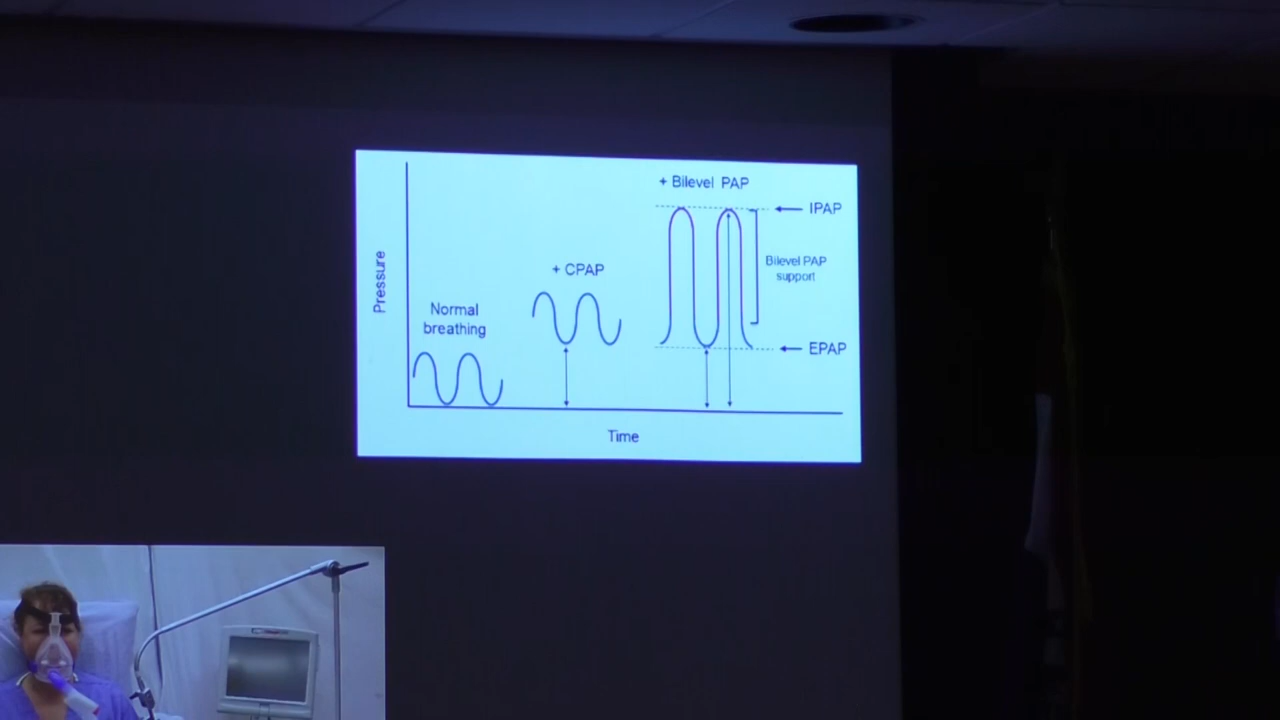 + Bilevel PAP
IPAP
Bilevel PAP
support
+ CPAP
Pressure
Normal
breathing
EPAP
Time